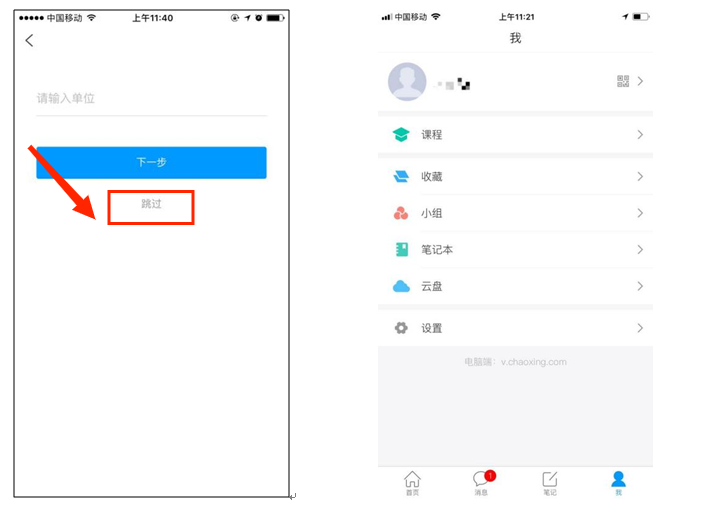 中国移动 上午11:40
请输入单位
下一步
跳过
中国移动 上午11:21
我
课程
收藏
小组
笔记本
云盘
设置
电脑端：v.chaoxing.com
1
首页 消息 笔记 我